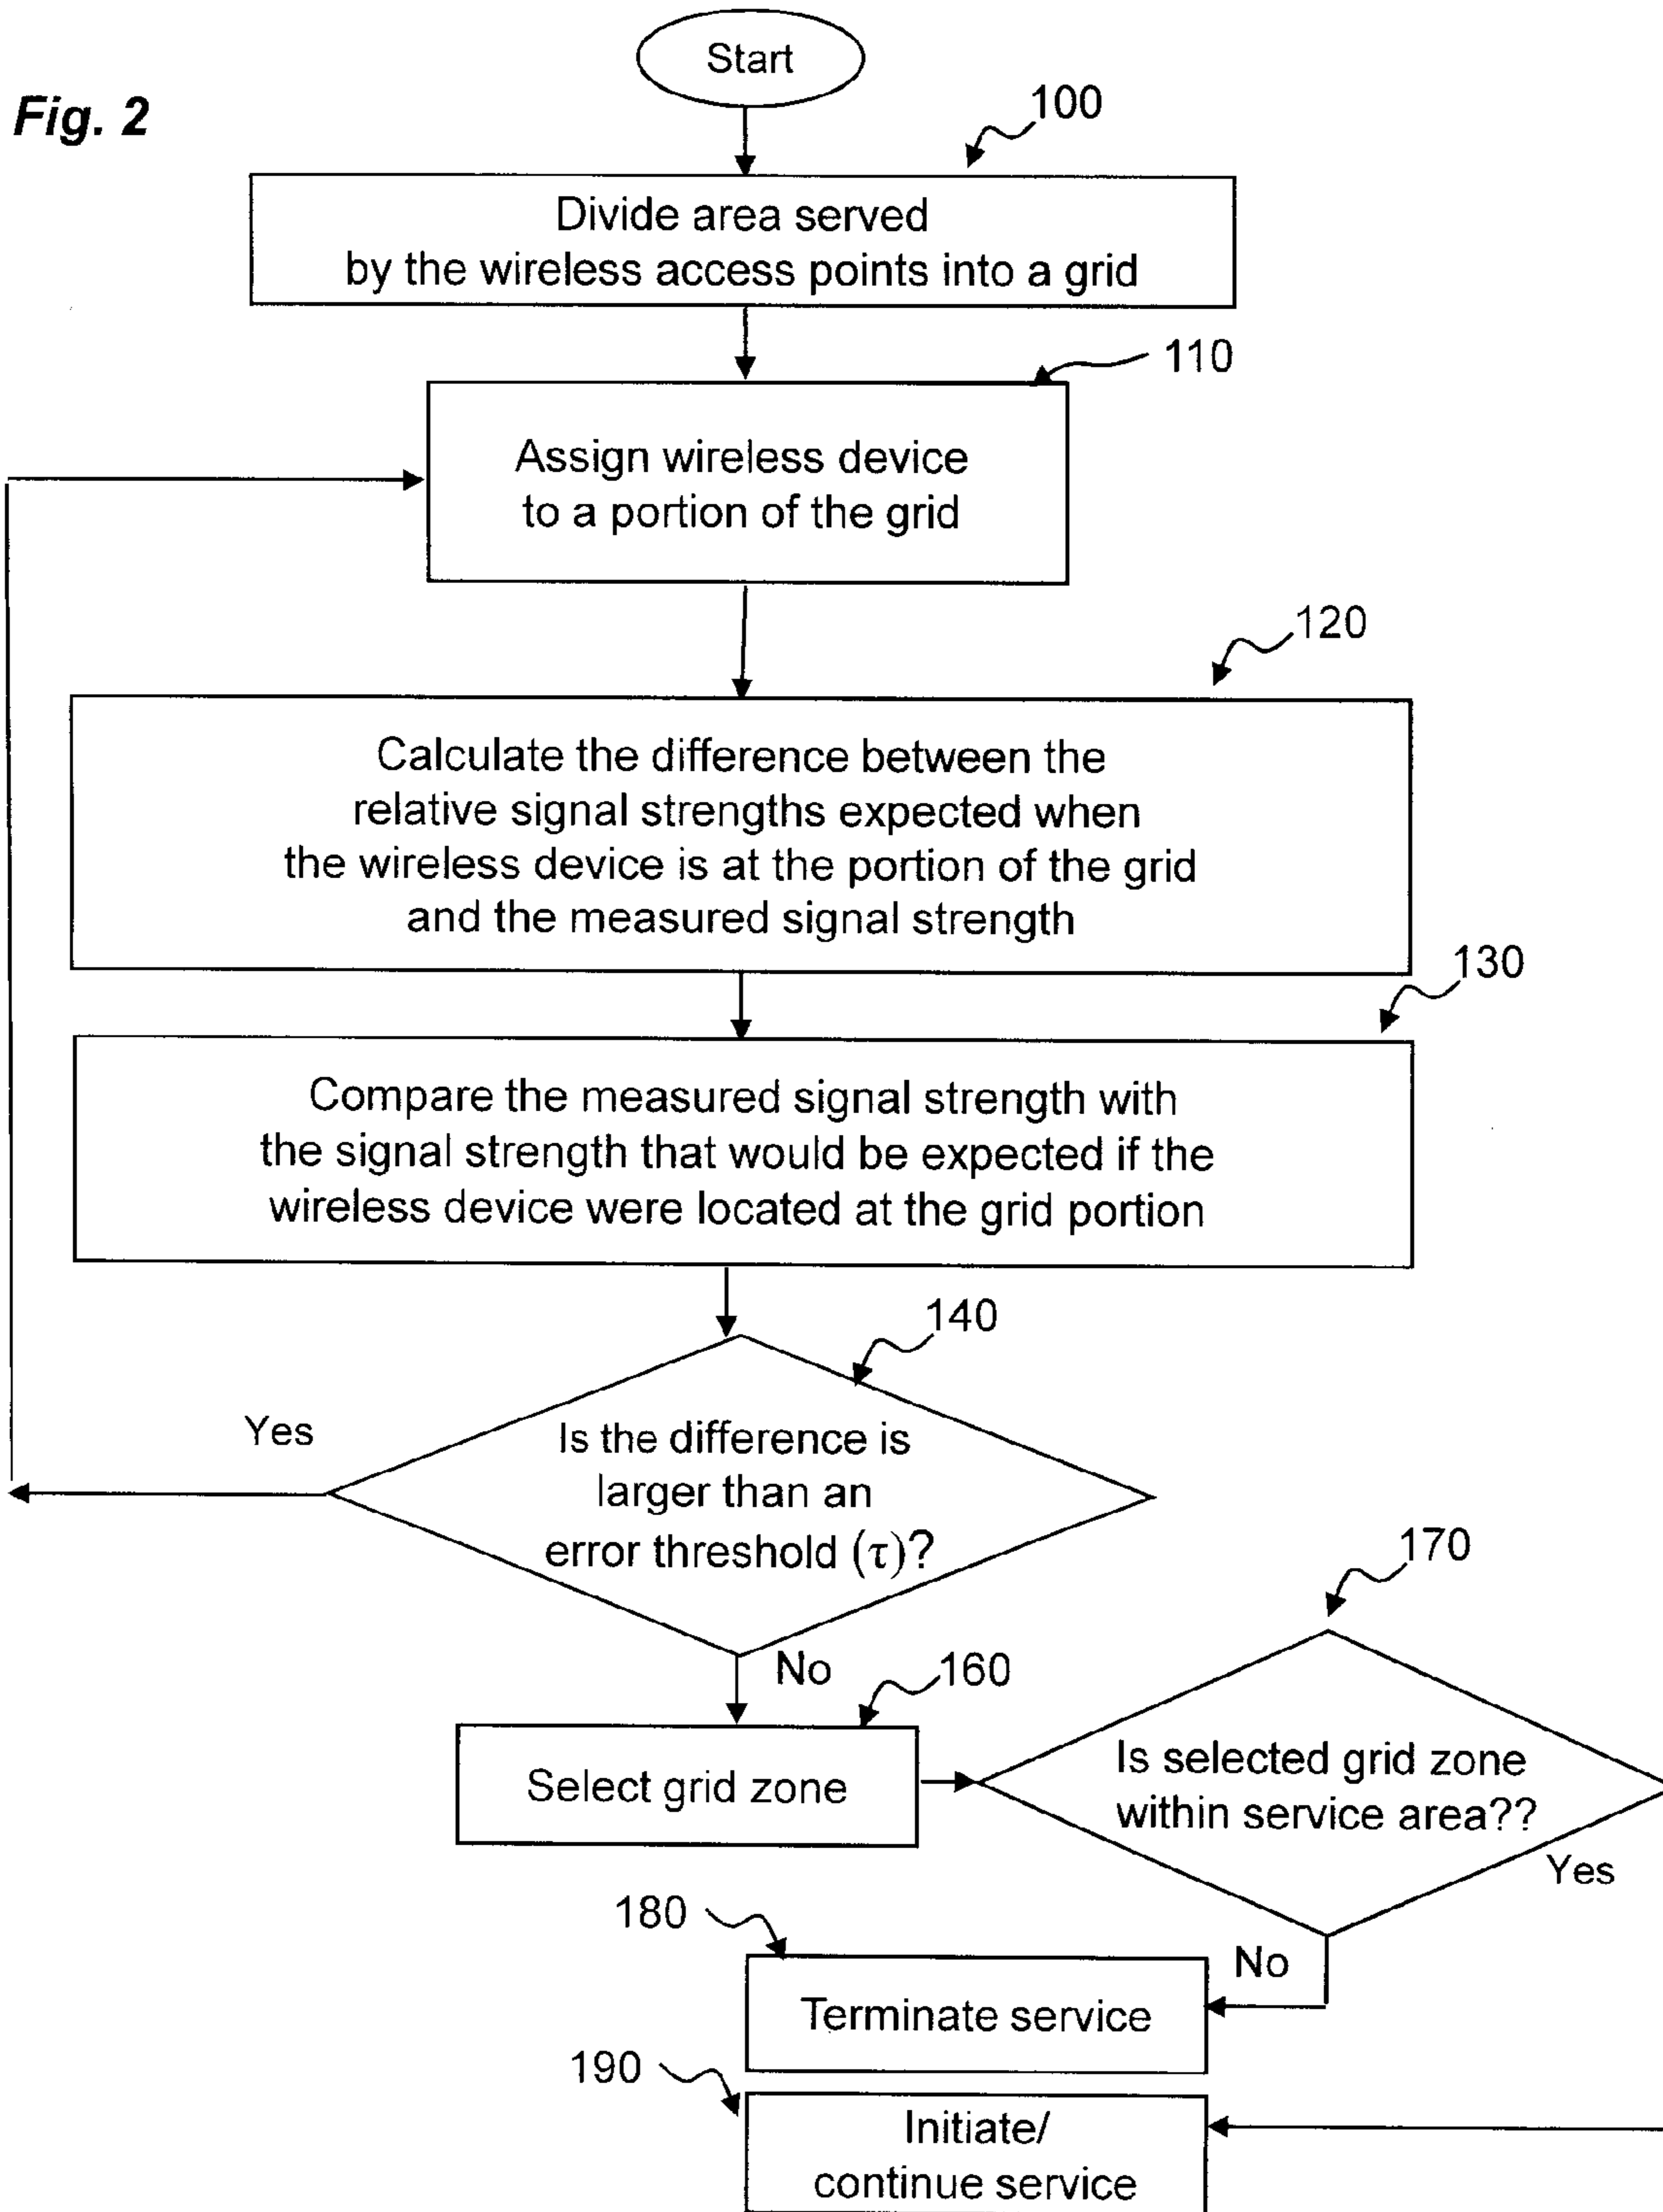 Start
Fig. 2
100
Divide area served
by the wireless access points into a grid
110
Assign wireless device
to a portion of the grid
120
Calculate the difference between the
relative signal strengths expected when
the wireless device is at the portion of the grid
and the measured signal strength
130
Compare the measured signal strength with
the signal strength that would be expected if the
wireless device were located at the grid portion
140
Yes
Is the difference is
larger than an
error threshold (τ)?
170
No
160
Select grid zone
Is selected grid zone
within service area??
Yes
180
No
Terminate service
190
Initiate/
continue service